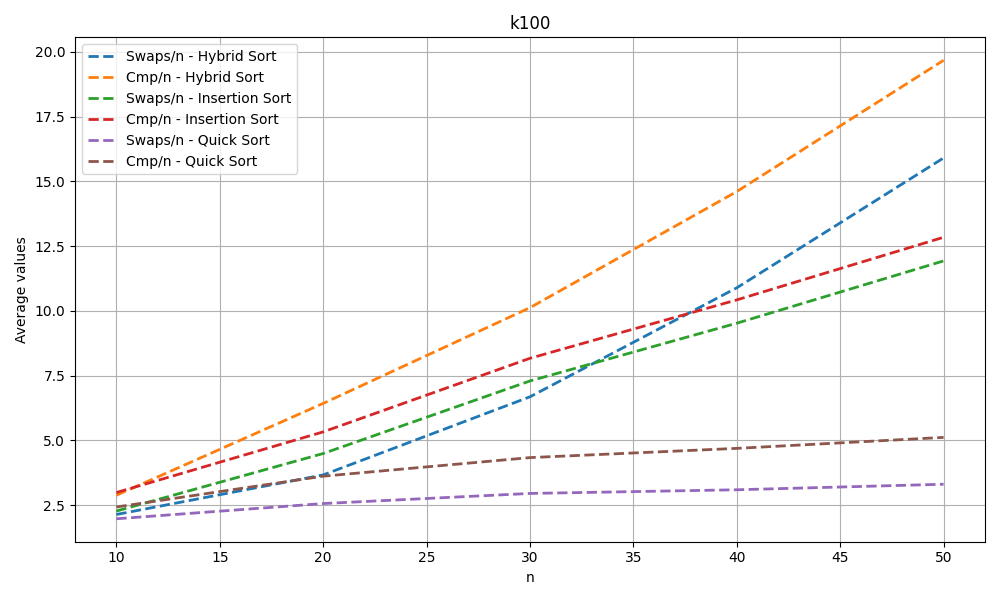 k100
Swaps/n - Hybrid Sort
Cmp/n - Hybrid Sort
Swaps/n - Insertion Sort
Cmp/n - Insertion Sort
Swaps/n - Quick Sort
Cmp/n - Quick Sort
Average values
20.0
17.5
15.0
12.5
10.0
7.5
5.0
2.5
10 15 20 25 30 35 40 45 50
n